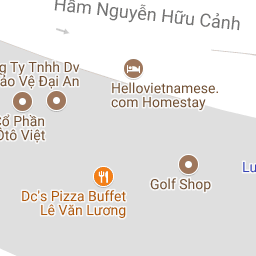 Hầm Nguyễn Hữu Cảnh
g Ty Tnhh Dv
ảo Vệ Đại An
Hellovietnamese.
com Homestay
Cổ Phần
Ôtô Việt
Golf Shop
Lu
Dc's Pizza Buffet
Lê Văn Lương